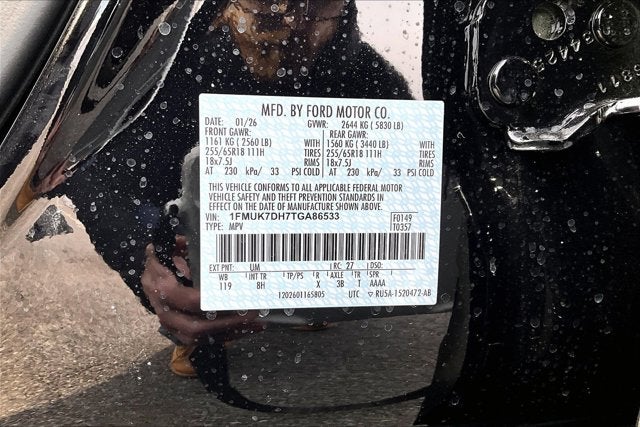 MFD. BY FORD MOTOR CO.
DATE: 01/26 GVWR: 2644 KG ( 5830 LB)
FRONT GAWR: REAR GAWR:
1161 KG ( 2560 LB) WITH 1560 KG ( 3440 LB) WITH
255/65R18 111H TIRES 255/65R18 111H TIRES
18x7.5J RIMS 18x7.5J RIMS
AT 230 kPa/ 33 PSI COLD AT 230 kPa/ 33 PSI COLD
THIS VEHICLE CONFORMS TO ALL APPLICABLE FEDERAL MOTOR
VEHICLE SAFETY AND THEFT PREVENTION STANDARDS IN
EFFECT ON THE DATE OF MANUFACTURE SHOWN ABOVE.
VIN: 1FMUK7DH7TGA86533 F0149
TYPE: MPV T0357
EXT PNT: UM RC: 27 DSO:
WB INT TR TP/PS R AXLE TR SPR
119 8H X 3B T AAAA
1202601165805 UTC ▽ RU5A-1520472-AB